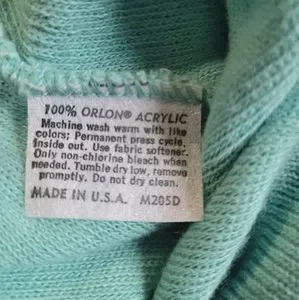 100% ORLON® ACRYLIC
Machine wash warm with like
colors; Permanent press cycle,
inside out. Use fabric softener.
Only non-chlorine bleach when
needed. Tumble dry low, remove
promptly. Do not dry clean.
MADE IN U.S.A. M205D